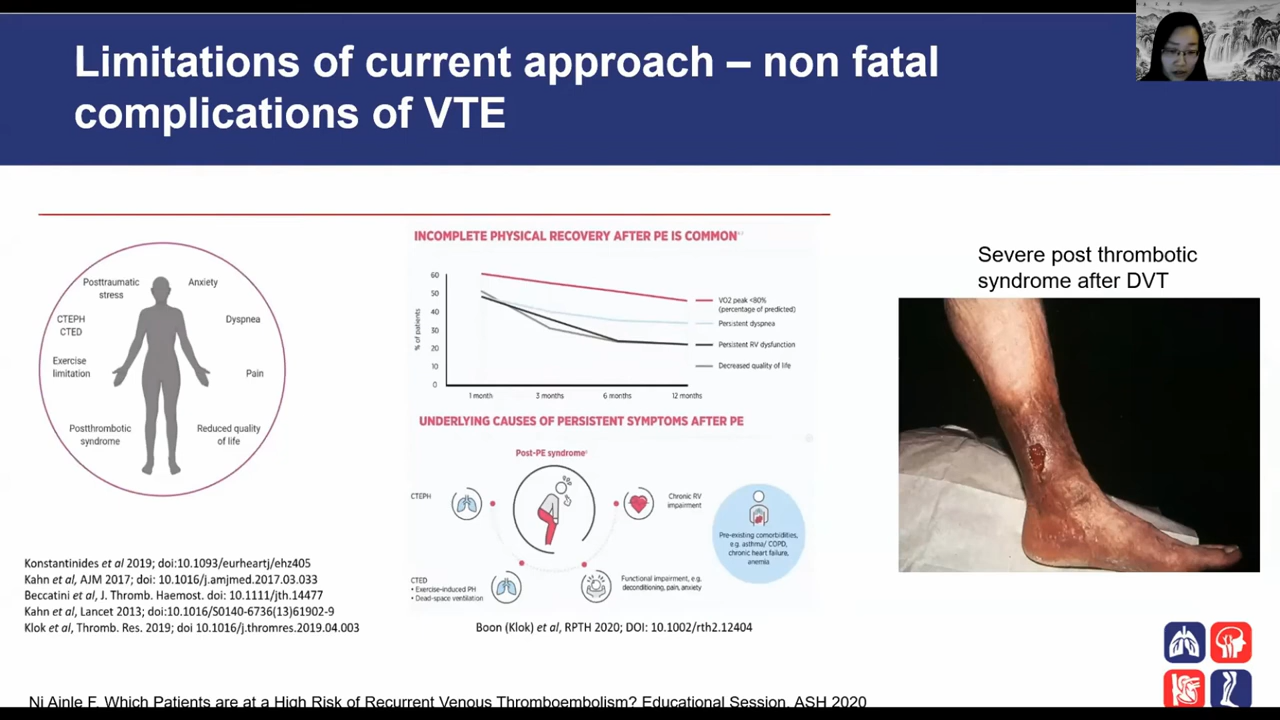 Limitations of current approach – non fatal
complications of VTE
Posttraumatic
stress
Anxiety
CTEPH
CTED
Dyspnea
Exercise
limitation
Pain
Postthrombotic
syndrome
Reduced quality
of life
Konstantinides et al 2019; doi:10.1093/eurheartj/ehz405
Kahn et al, AJM 2017; doi: 10.1016/j.amjmed.2017.03.033
Beccatini et al, J. Thromb. Haemost. doi: 10.1111/jth.14477
Kahn et al, Lancet 2013; doi:10.1016/S0140-6736(13)61902-9
Klok et al, Thromb. Res. 2019; doi 10.1016/j.thromres.2019.04.003
INCOMPLETE PHYSICAL RECOVERY AFTER PE IS COMMON
% of patients
60
50
40
30
20
10
0
1 month
3 months
6 months
12 months
VO2 peak <80%
(percentage of predicted)
Persistent dyspnea
Persistent RV dysfunction
Decreased quality of life
UNDERLYING CAUSES OF PERSISTENT SYMPTOMS AFTER PE
Post-PE syndrome
CTEPH
Chronic RV
impairment
CTED
• Exercise-induced PH
• Dead-space ventilation
Functional impairment, e.g.
deconditioning, pain, anxiety
Pre-existing comorbidities,
e.g. asthma/ COPD,
chronic heart failure,
anemia
Boon (Klok) et al, RPTH 2020; DOI: 10.1002/rth2.12404
Severe post thrombotic
syndrome after DVT
Ni Ainle F. Which Patients are at a High Risk of Recurrent Venous Thromboembolism? Educational Session, ASH 2020